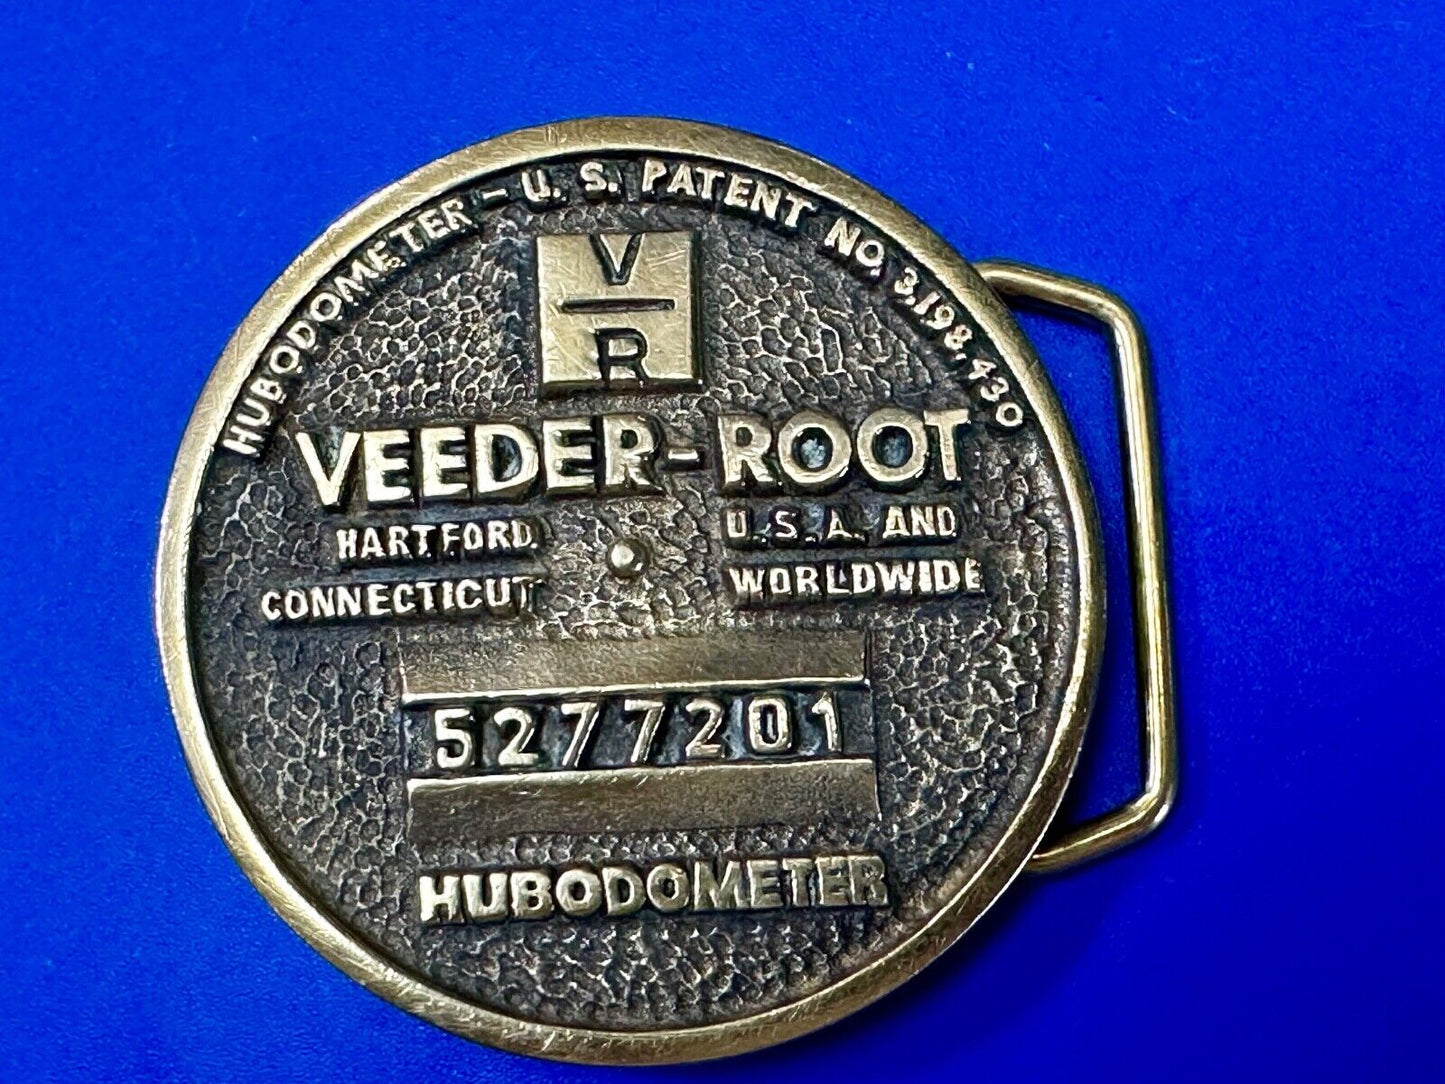 HUBODOMETER - U. S. PATENT NO. 3,198,430
V
R
VEEDER-ROOT
HARTFORD, CONNECTICUT
U.S.A. AND WORLDWIDE
5277201
HUBODOMETER